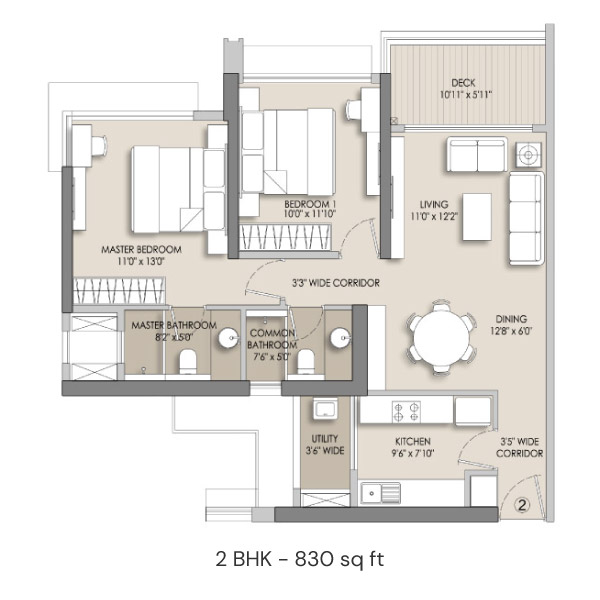 DECK
10'11" x 5'11"
BEDROOM 1
10'0" x 11'10"
LIVING
11'0" x 12'2"
MASTER BEDROOM
11'0" x 13'0"
3'3" WIDE CORRIDOR
MASTER BATHROOM
8'2" x 5'0"
COMMON
BATHROOM
7'6" x 5'0"
DINING
12'8" x 6'0"
UTILITY
3'6" WIDE
KITCHEN
9'6" x 7'10"
3'5" WIDE
CORRIDOR
2
2 BHK - 830 sq ft